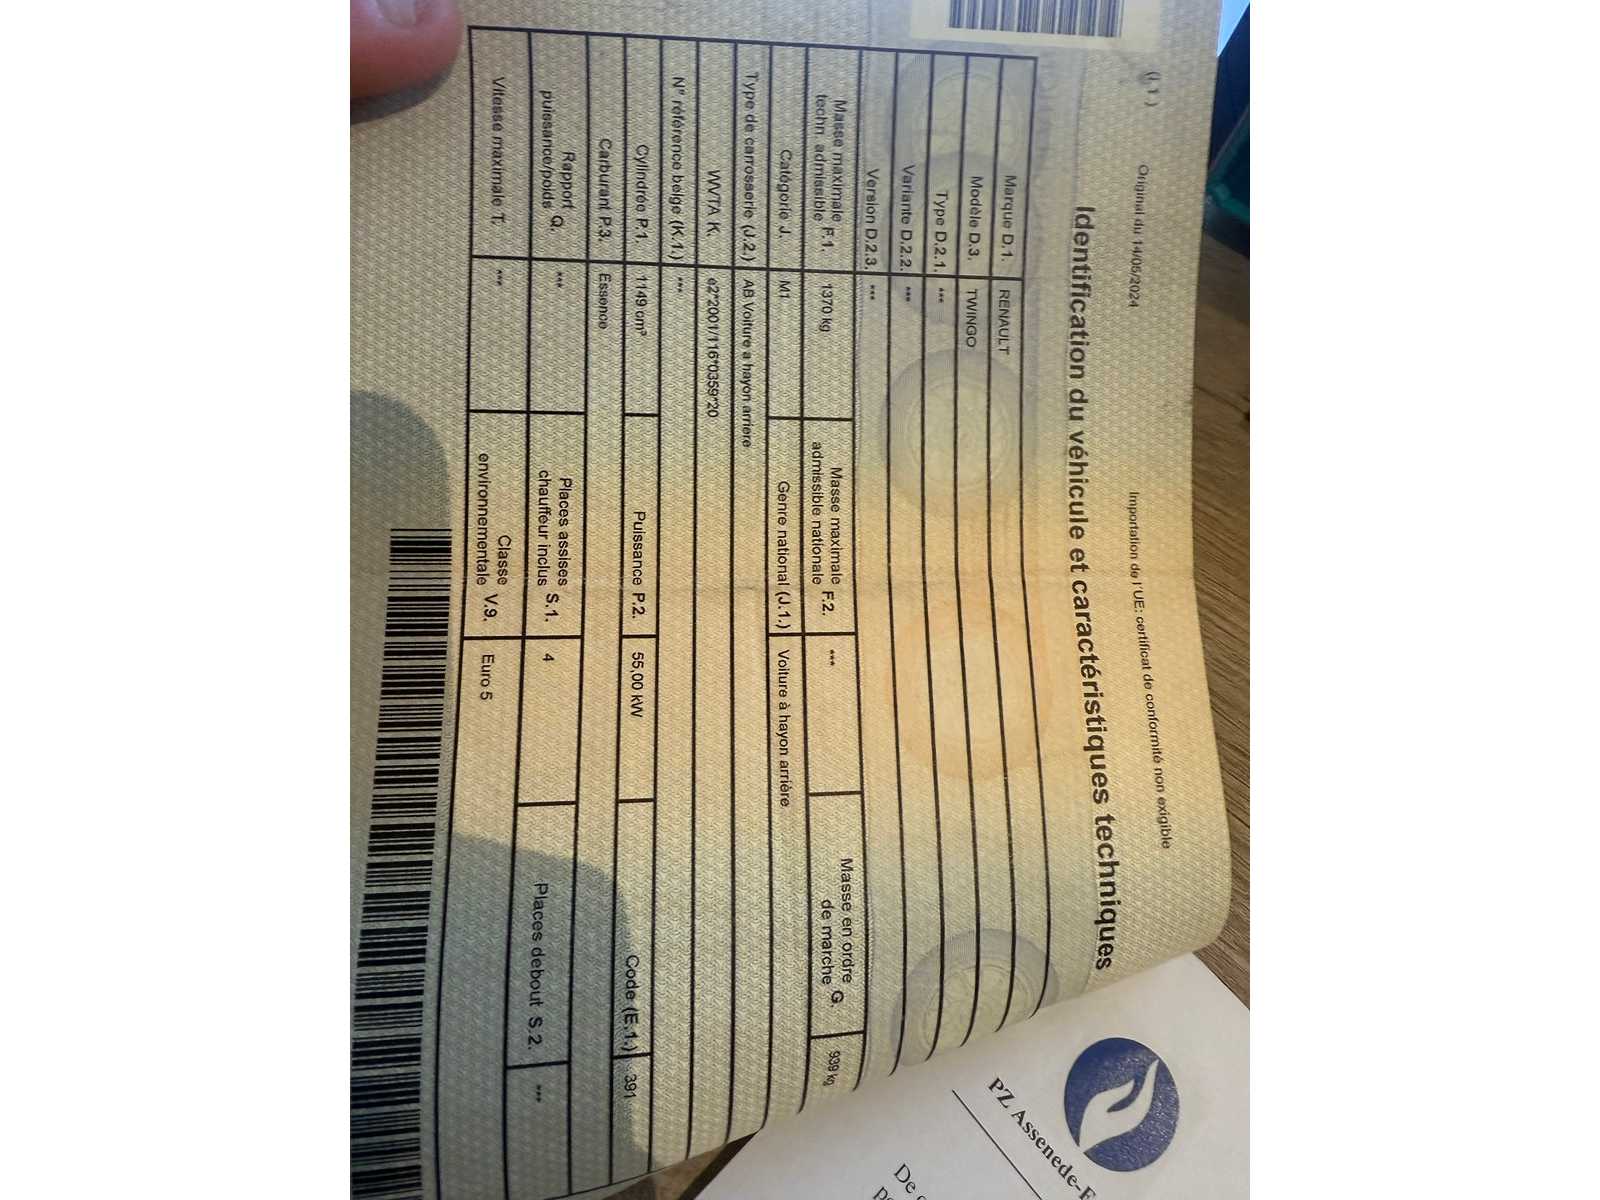 (I.1.)
Original du 14/05/2024
Importation de l'UE: certificat de conformité non exigible
Identification du véhicule et caractéristiques techniques
Marque D.1. RENAULT
Modèle D.3. TWINGO
Type D.2.1. ***
Variante D.2.2. ***
Version D.2.3. ***
Masse maximale
techn. admissible F.1. 1370 kg
Masse maximale
admissible nationale F.2. ***
Masse en ordre
de marche G. 939 kg
Catégorie J. M1
Genre national (J.1.) Voiture à hayon arrière
Type de carrosserie (J.2.) AB Voiture a hayon arriere
WVTA K. e2*2001/116*0359*20
N° référence belge (K.1.) ***
Cylindrée P.1. 1149 cm³
Puissance P.2. 55,00 kW
Code (E.1.) 391
Carburant P.3. Essence
Rapport
puissance/poids Q. ***
Places assises
chauffeur inclus S.1. 4
Places debout S.2. ***
Vitesse maximale T. ***
Classe
environnementale V.9. Euro 5
PZ Assenede-E
De